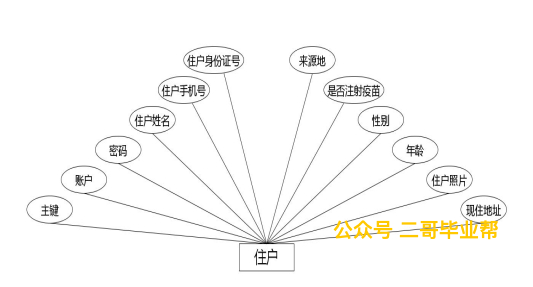 住户身份证号
来源地
住户手机号
是否注射疫苗
住户姓名
性别
密码
年龄
账户
住户照片
主键
现住地址
公众号 二哥毕业帮
住户